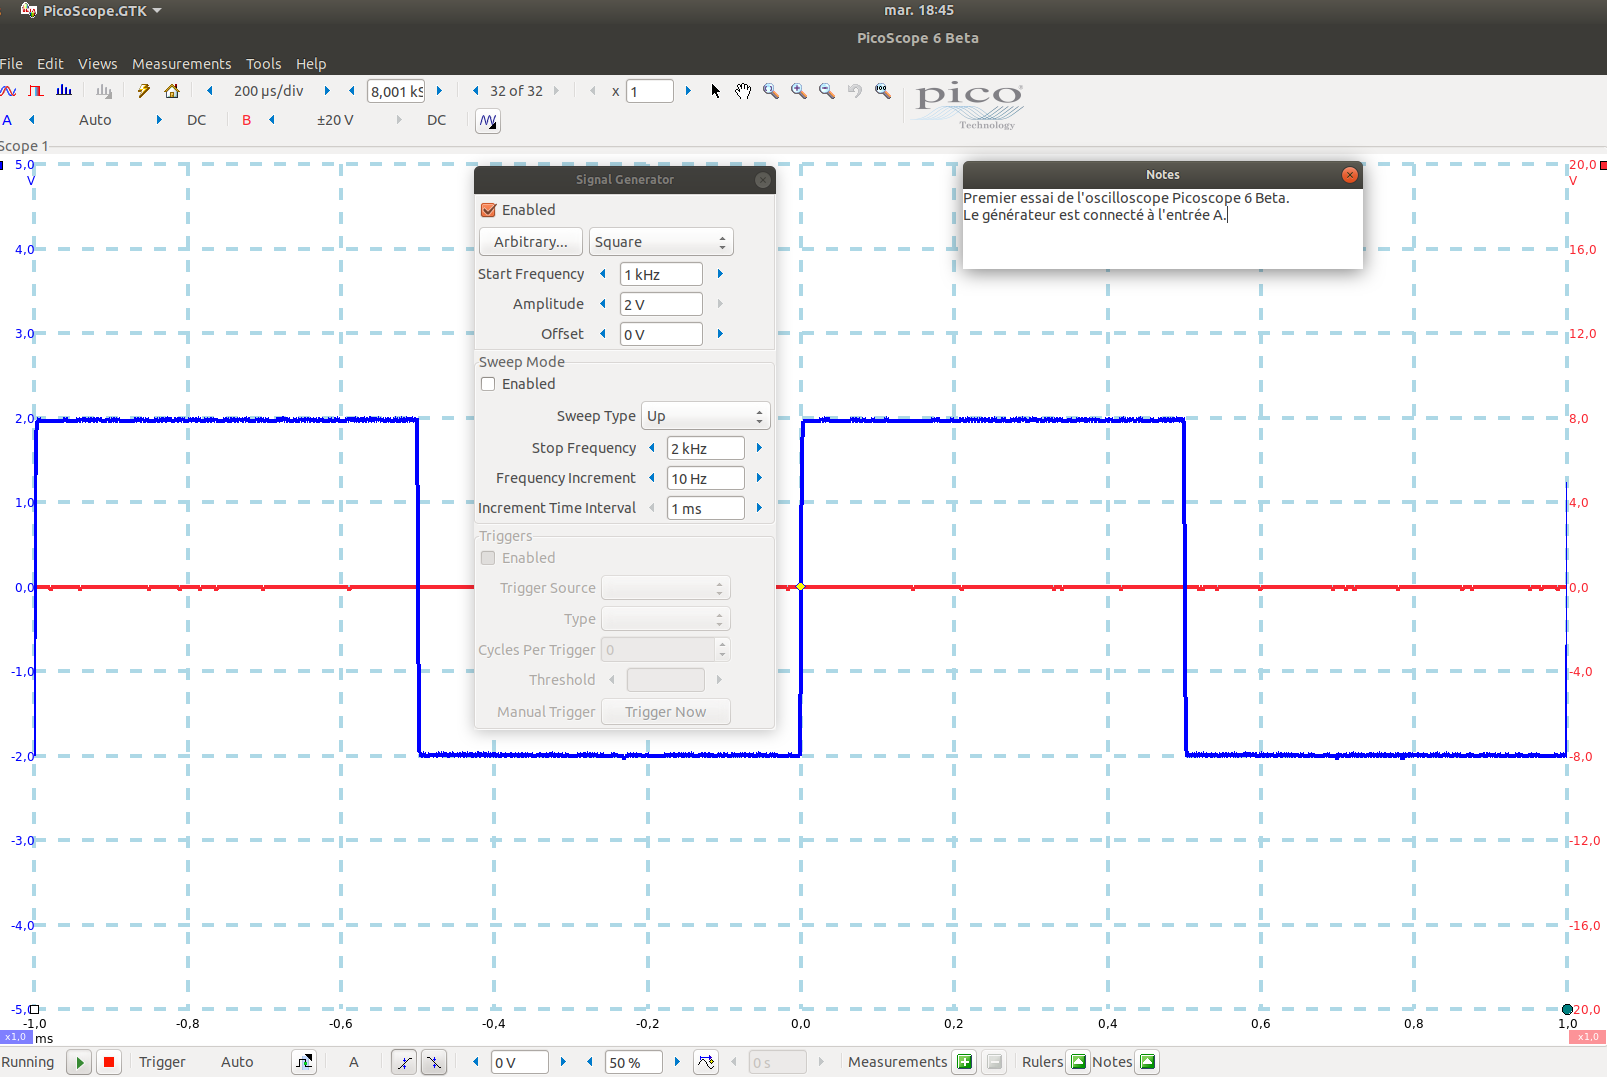 PicoScope.GTK
mar. 18:45
PicoScope 6 Beta
File Edit Views Measurements Tools Help
200 µs/div 8,001 kS 32 of 32 x 1
pico
Technology
A Auto DC B ±20 V DC
Scope 1
5,0
V
4,0
3,0
2,0
1,0
0,0
-1,0
-2,0
-3,0
-4,0
-5,0
Signal Generator
Enabled
Arbitrary... Square
Start Frequency 1 kHz
Amplitude 2 V
Offset 0 V
Sweep Mode
Enabled
Sweep Type Up
Stop Frequency 2 kHz
Frequency Increment 10 Hz
Increment Time Interval 1 ms
Triggers
Enabled
Trigger Source
Type
Cycles Per Trigger 0
Threshold
Manual Trigger Trigger Now
Notes
Premier essai de l'oscilloscope Picoscope 6 Beta.
Le générateur est connecté à l'entrée A.
20,0
V
16,0
12,0
8,0
4,0
0,0
-4,0
-8,0
-12,0
-16,0
-20,0
-1,0 -0,8 -0,6 -0,4 -0,2 0,0 0,2 0,4 0,6 0,8 1,0
x1,0 ms x1,0
Running Trigger Auto A 0 V 50 % 0 s Measurements Rulers Notes